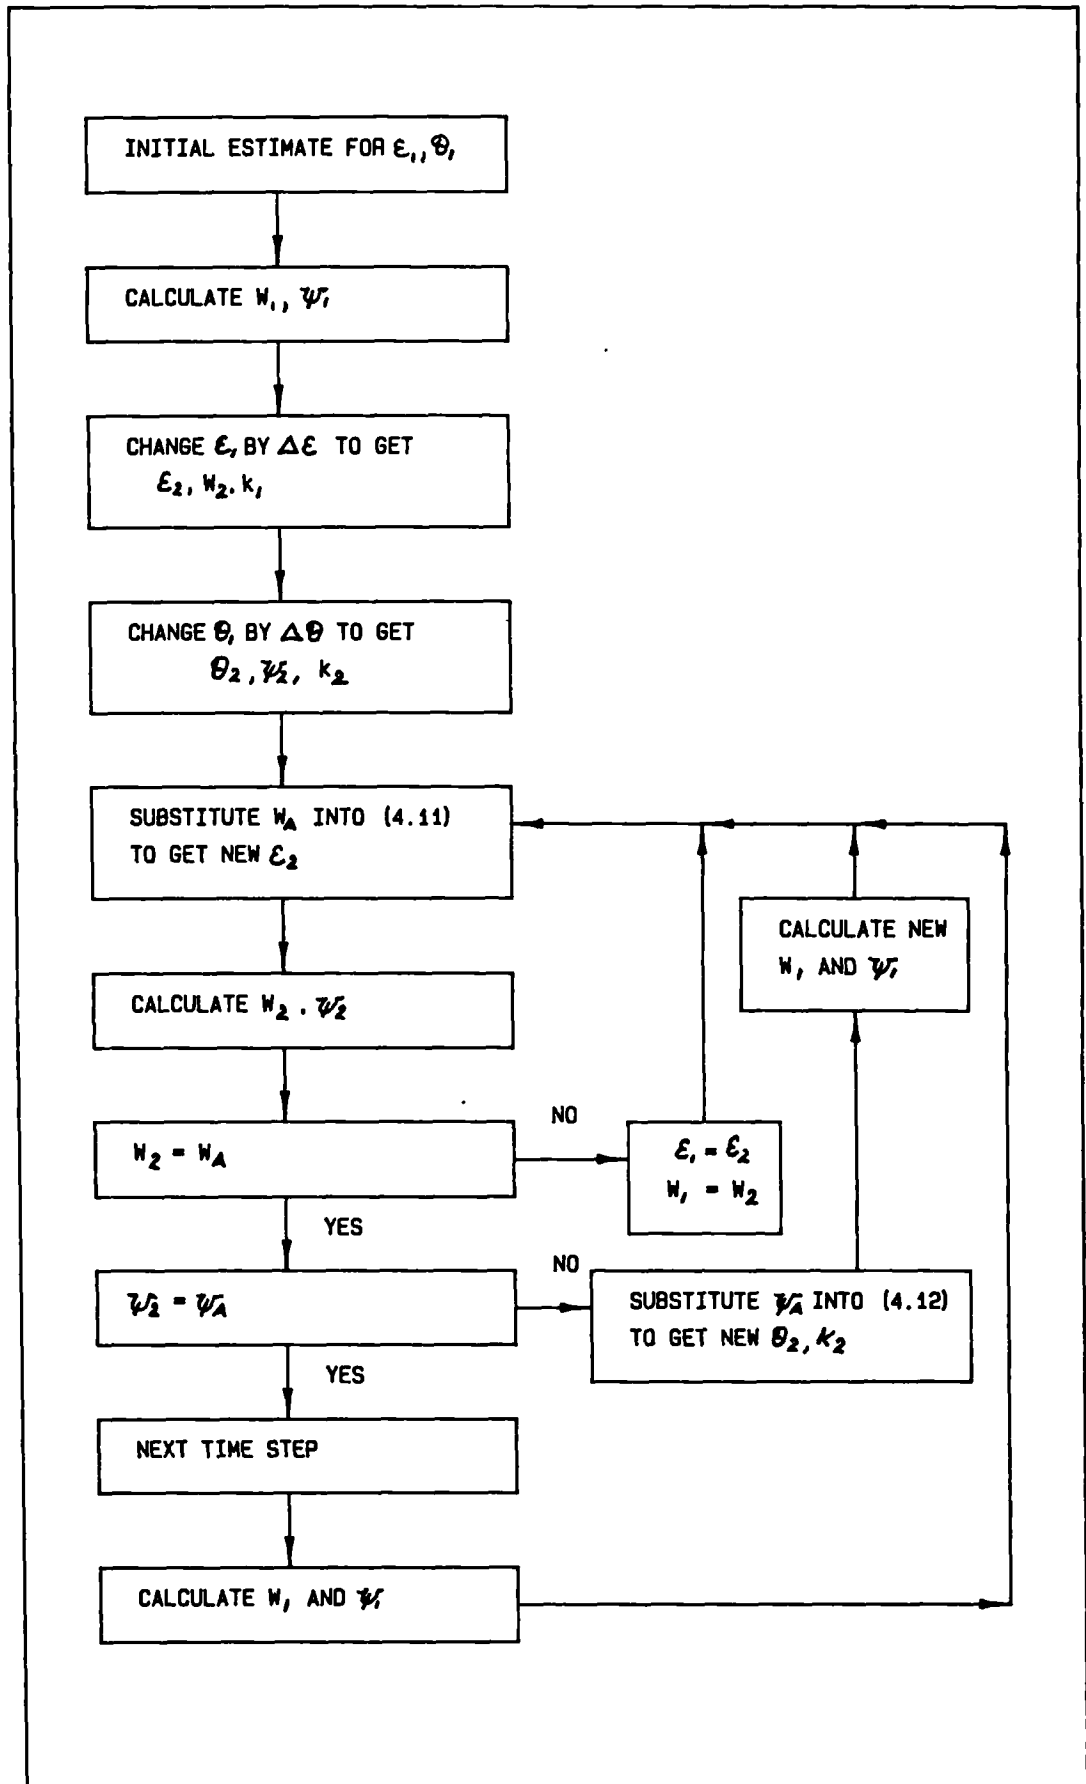 INITIAL ESTIMATE FOR ε₁, θ₁
CALCULATE W₁, ψ₁
CHANGE ε₁ BY Δε TO GET
ε₂, W₂, k₁
CHANGE θ₁ BY Δθ TO GET
θ₂, ψ₂, k₂
SUBSTITUTE W_A INTO (4.11)
TO GET NEW ε₂
CALCULATE NEW
W₁ AND ψ₁
CALCULATE W₂, ψ₂
NO
W₂ = W_A
ε₁ = ε₂
W₁ = W₂
YES
NO
ψ₂ = ψ_A
SUBSTITUTE ψ_A INTO (4.12)
TO GET NEW θ₂, k₂
YES
NEXT TIME STEP
CALCULATE W₁ AND ψ₁